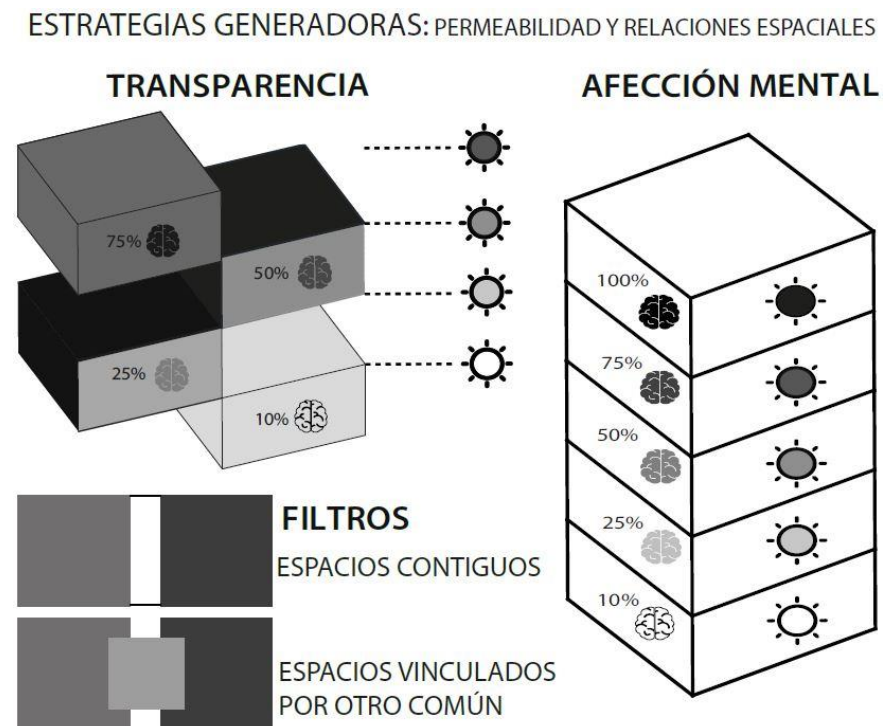 ESTRATEGIAS GENERADORAS: PERMEABILIDAD Y RELACIONES ESPACIALES
TRANSPARENCIA
75%
50%
25%
10%
AFECCIÓN MENTAL
100%
75%
50%
25%
10%
FILTROS
ESPACIOS CONTIGUOS
ESPACIOS VINCULADOS
POR OTRO COMÚN